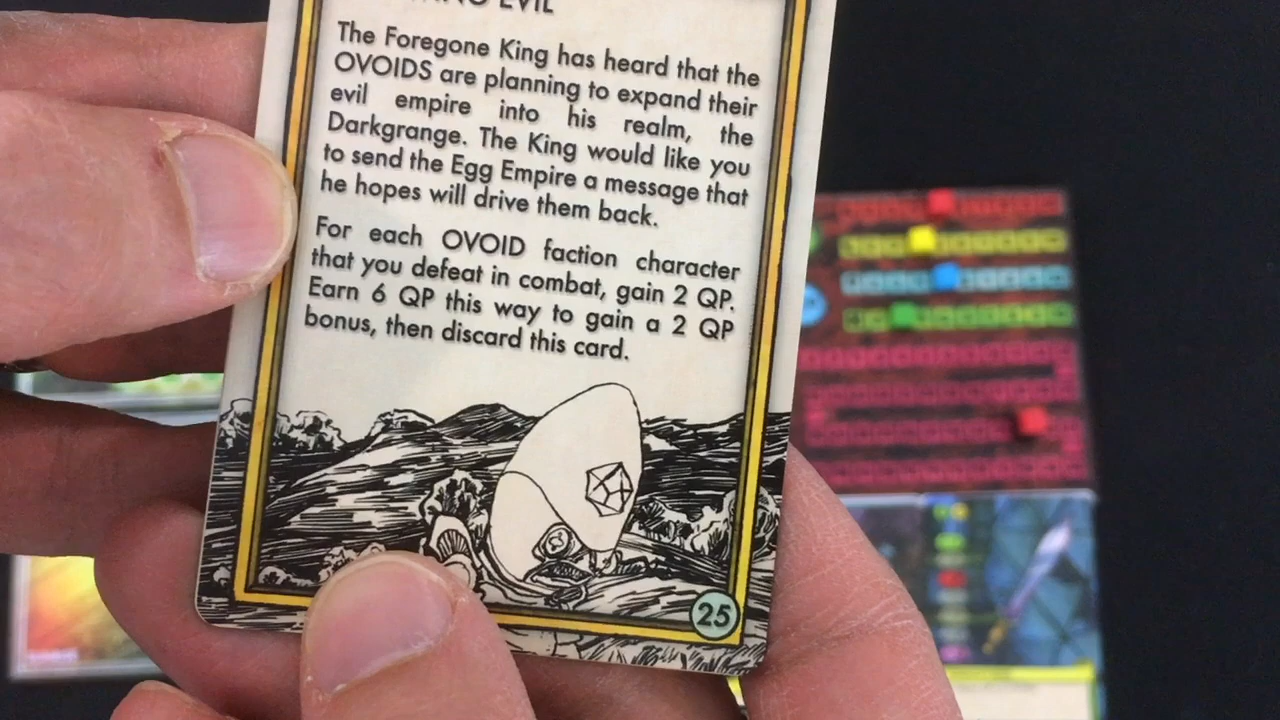 EVIL
The Foregone King has heard that the
OVOIDS are planning to expand their
evil empire into his realm, the
Darkgrange. The King would like you
to send the Egg Empire a message that
he hopes will drive them back.
For each OVOID faction character
that you defeat in combat, gain 2 QP.
Earn 6 QP this way to gain a 2 QP
bonus, then discard this card.
25